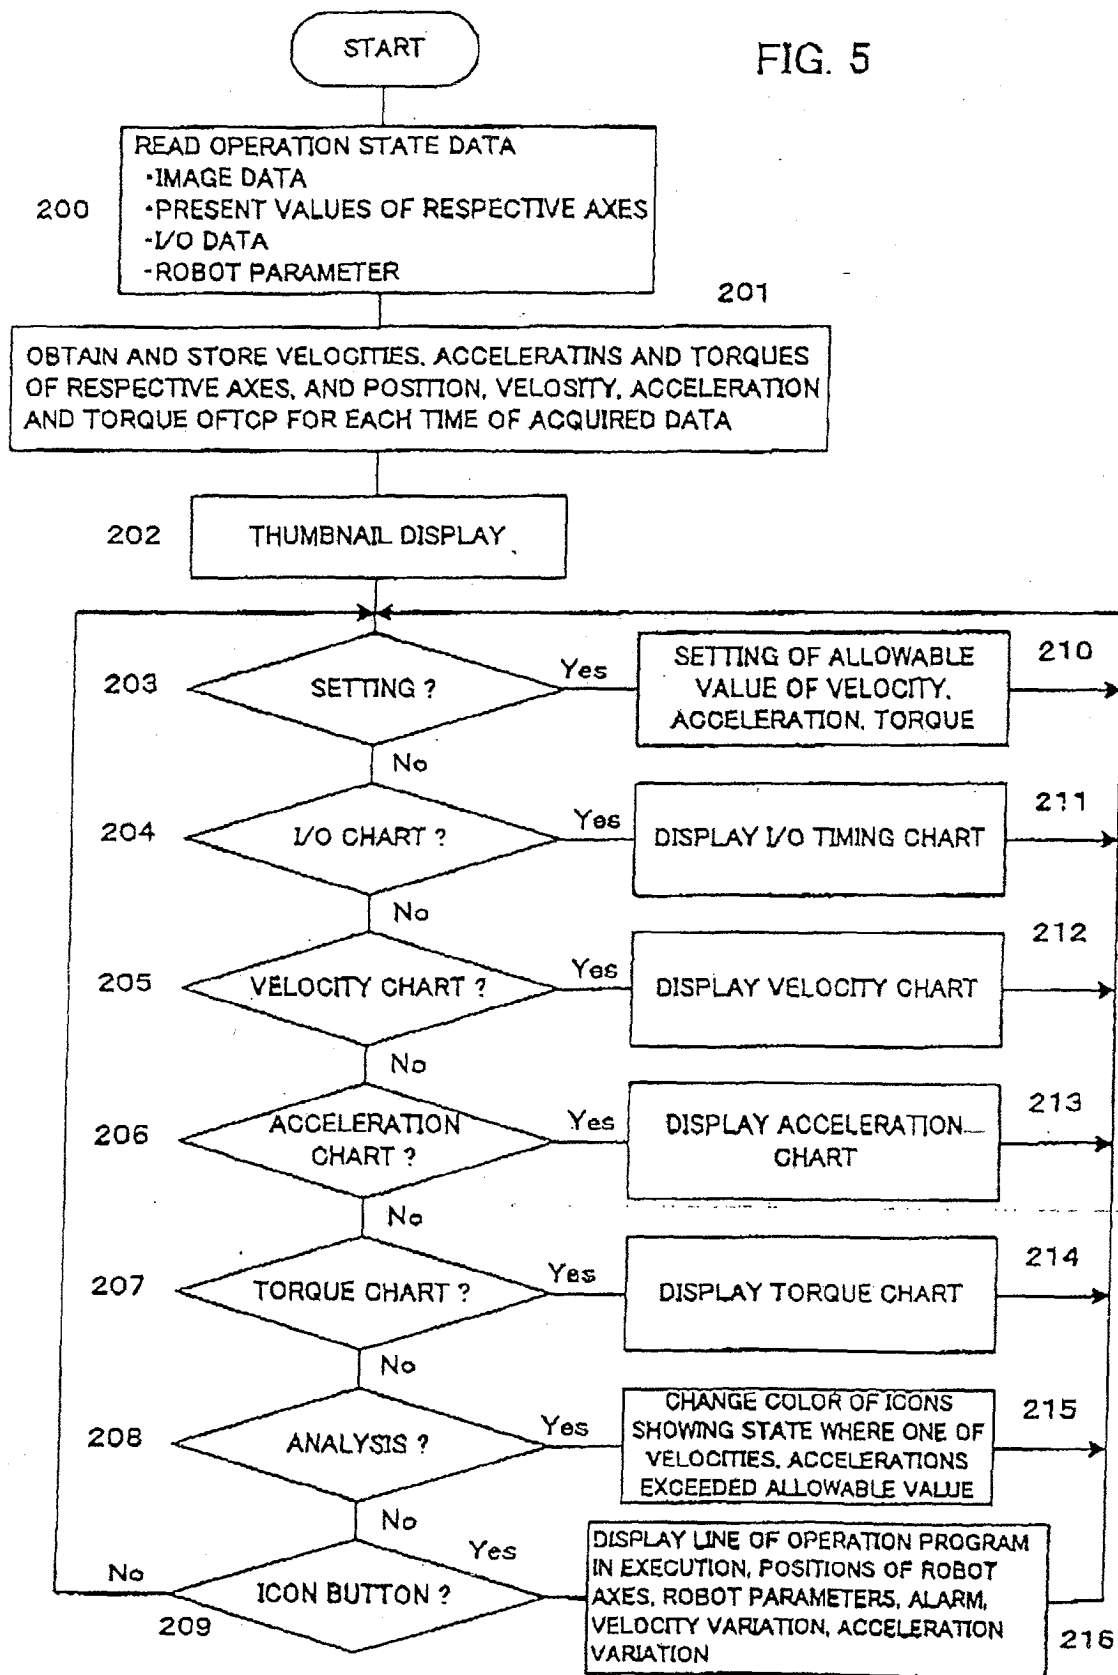 START
FIG. 5
READ OPERATION STATE DATA
·IMAGE DATA
·PRESENT VALUES OF RESPECTIVE AXES
·I/O DATA
·ROBOT PARAMETER
200
201
OBTAIN AND STORE VELOCITIES, ACCELERATINS AND TORQUES
OF RESPECTIVE AXES, AND POSITION, VELOSITY, ACCELERATION
AND TORQUE OFTCP FOR EACH TIME OF ACQUIRED DATA
202
THUMBNAIL DISPLAY
203
SETTING ?
Yes
SETTING OF ALLOWABLE
VALUE OF VELOCITY,
ACCELERATION, TORQUE
210
No
204
I/O CHART ?
Yes
DISPLAY I/O TIMING CHART
211
No
205
VELOCITY CHART ?
Yes
DISPLAY VELOCITY CHART
212
No
206
ACCELERATION
CHART ?
Yes
DISPLAY ACCELERATION
CHART
213
No
207
TORQUE CHART ?
Yes
DISPLAY TORQUE CHART
214
No
208
ANALYSIS ?
Yes
CHANGE COLOR OF ICONS
SHOWING STATE WHERE ONE OF
VELOCITIES, ACCELERATIONS
EXCEEDED ALLOWABLE VALUE
215
No
No
209
ICON BUTTON ?
Yes
DISPLAY LINE OF OPERATION PROGRAM
IN EXECUTION, POSITIONS OF ROBOT
AXES, ROBOT PARAMETERS, ALARM,
VELOCITY VARIATION, ACCELERATION
VARIATION
216